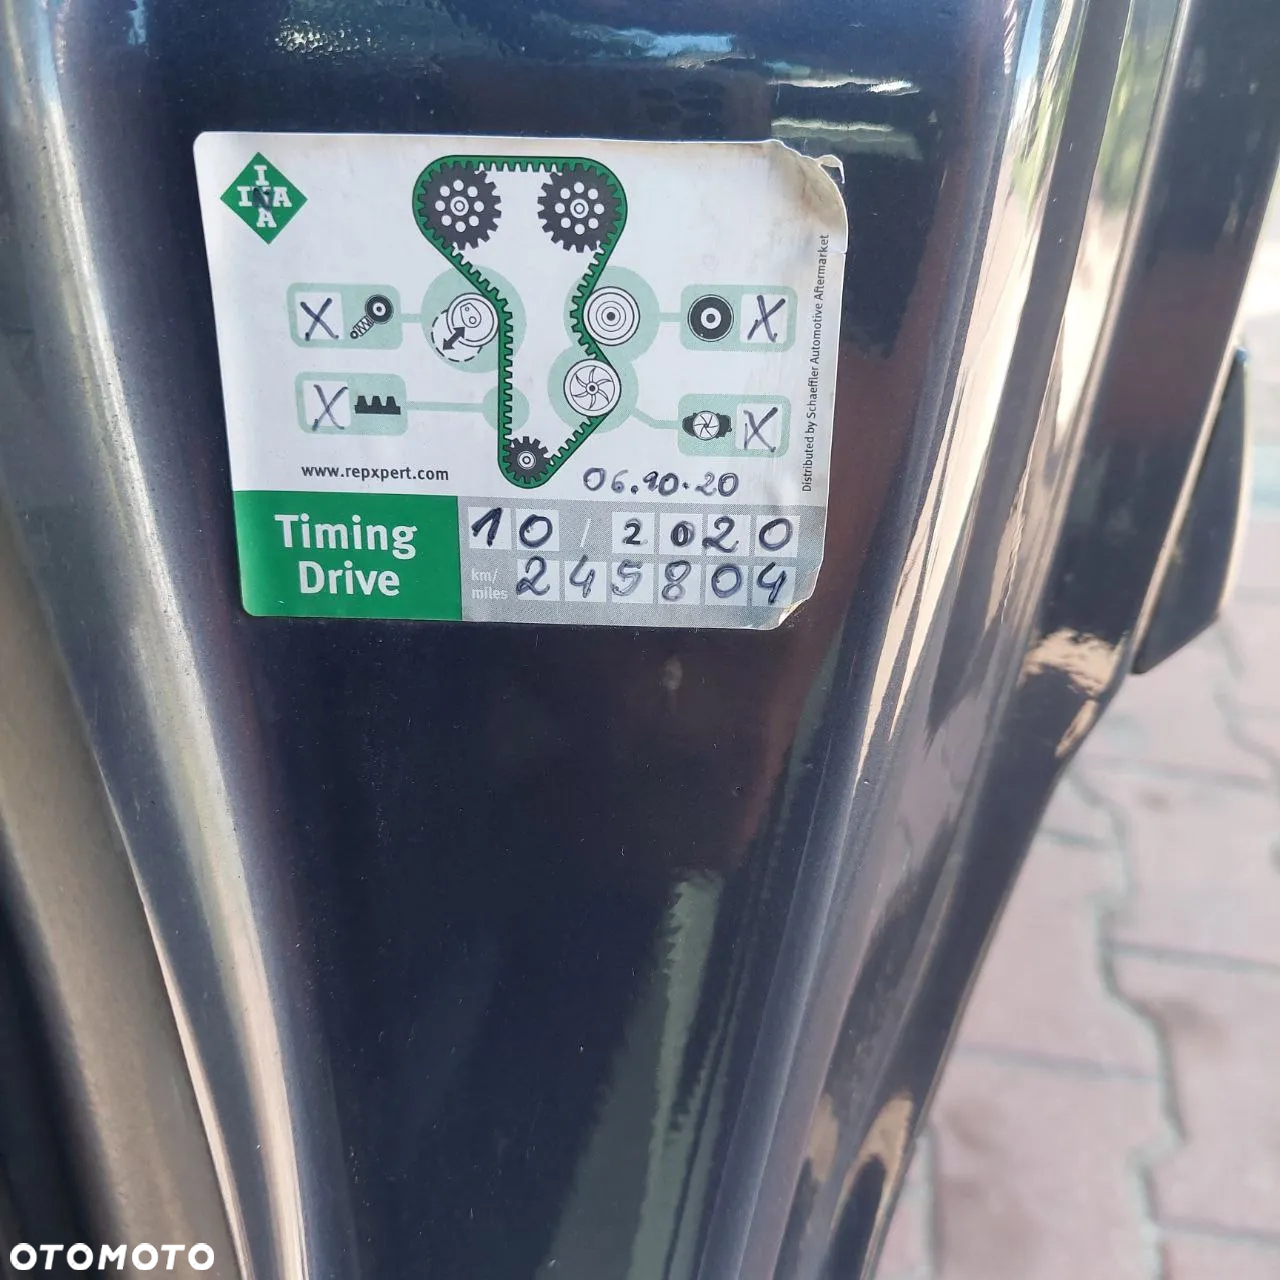 INA
INA
X
X
X
X
Distributed by Schaeffler Automotive Aftermarket
www.repxpert.com
06.10.20
Timing
Drive
10 / 2020
km/
miles
245804
OTOMOTO